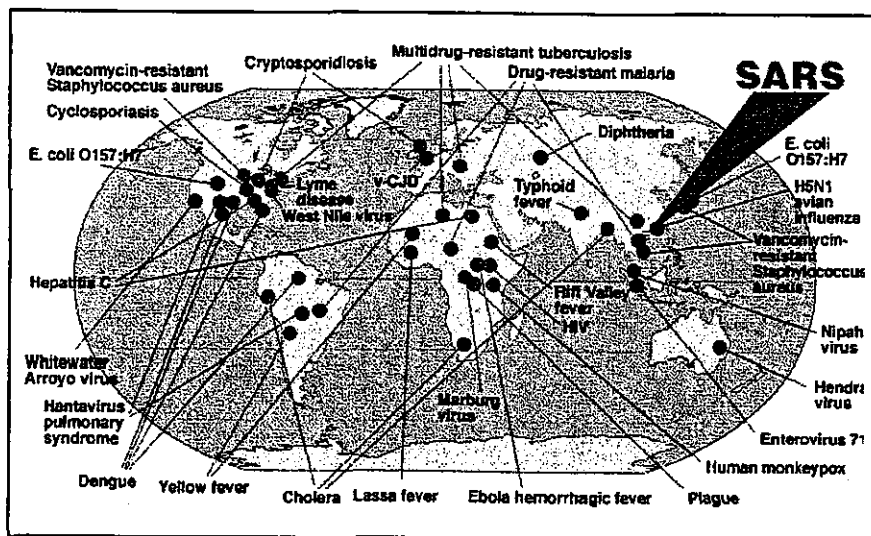 Multidrug-resistant tuberculosis
Cryptosporidiosis
Vancomycin-resistant
Staphylococcus aureus
Drug-resistant malaria
SARS
Cyclosporiasis
Diphtheria
E. coli
O157:H7
E. coli O157:H7
Lyme
disease
West Nile virus
v-CJD
Typhoid
fever
H5N1
avian
influenza
Vancomycin-
resistant
Staphylococcus
aureus
Hepatitis C
Rift Valley
fever
HIV
Nipah
virus
Whitewater
Arroyo virus
Hantavirus
pulmonary
syndrome
Marburg
virus
Hendra
virus
Enterovirus 71
Human monkeypox
Dengue
Yellow fever
Cholera
Lassa fever
Ebola hemorrhagic fever
Plague